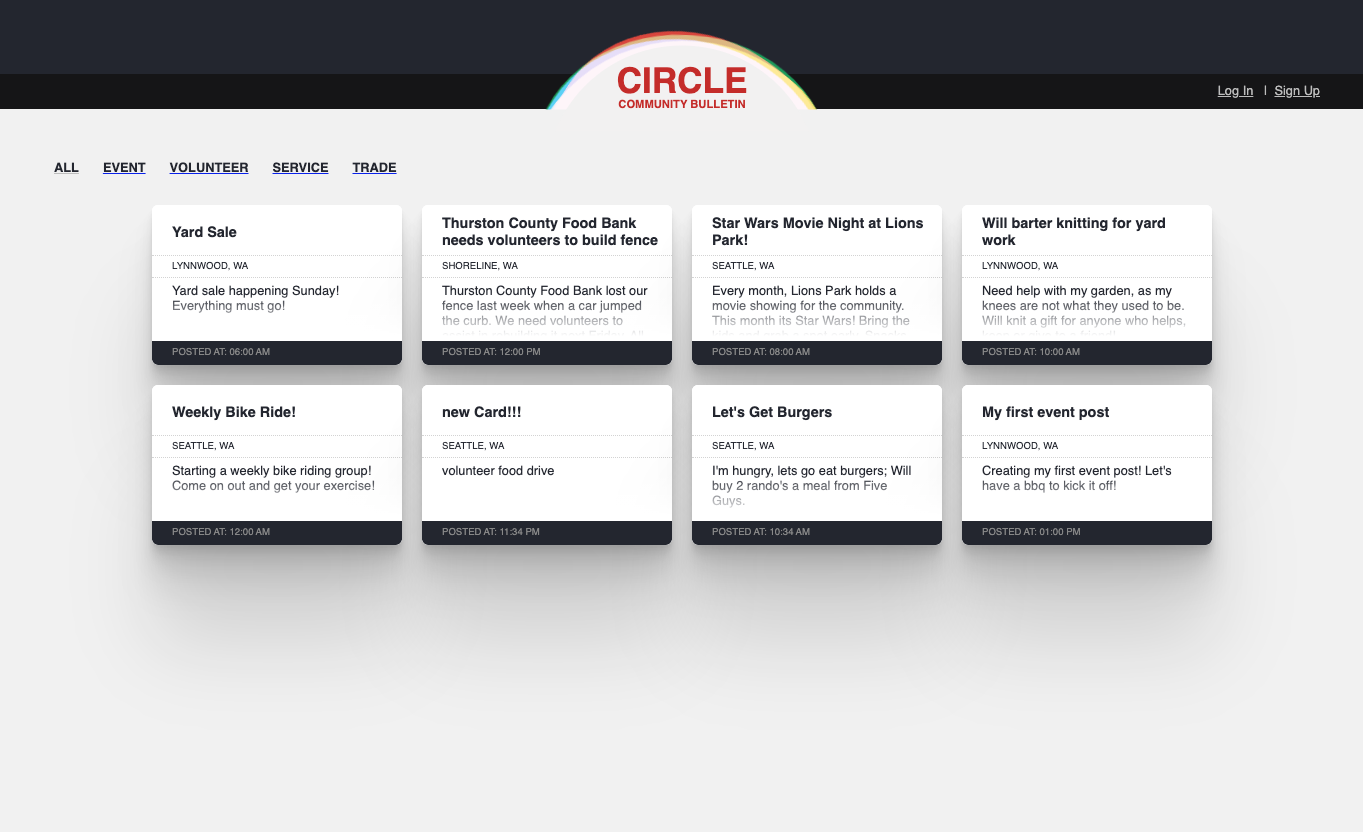 CIRCLE
COMMUNITY BULLETIN
Log In | Sign Up
ALL EVENT VOLUNTEER SERVICE TRADE
Yard Sale
LYNNWOOD, WA
Yard sale happening Sunday!
Everything must go!
POSTED AT: 06:00 AM
Thurston County Food Bank
needs volunteers to build fence
SHORELINE, WA
Thurston County Food Bank lost our
fence last week when a car jumped
the curb. We need volunteers to
POSTED AT: 12:00 PM
Star Wars Movie Night at Lions
Park!
SEATTLE, WA
Every month, Lions Park holds a
movie showing for the community.
This month its Star Wars! Bring the
POSTED AT: 08:00 AM
Will barter knitting for yard
work
LYNNWOOD, WA
Need help with my garden, as my
knees are not what they used to be.
Will knit a gift for anyone who helps,
POSTED AT: 10:00 AM
Weekly Bike Ride!
SEATTLE, WA
Starting a weekly bike riding group!
Come on out and get your exercise!
POSTED AT: 12:00 AM
new Card!!!
SEATTLE, WA
volunteer food drive
POSTED AT: 11:34 PM
Let's Get Burgers
SEATTLE, WA
I'm hungry, lets go eat burgers; Will
buy 2 rando's a meal from Five
Guys.
POSTED AT: 10:34 AM
My first event post
LYNNWOOD, WA
Creating my first event post! Let's
have a bbq to kick it off!
POSTED AT: 01:00 PM